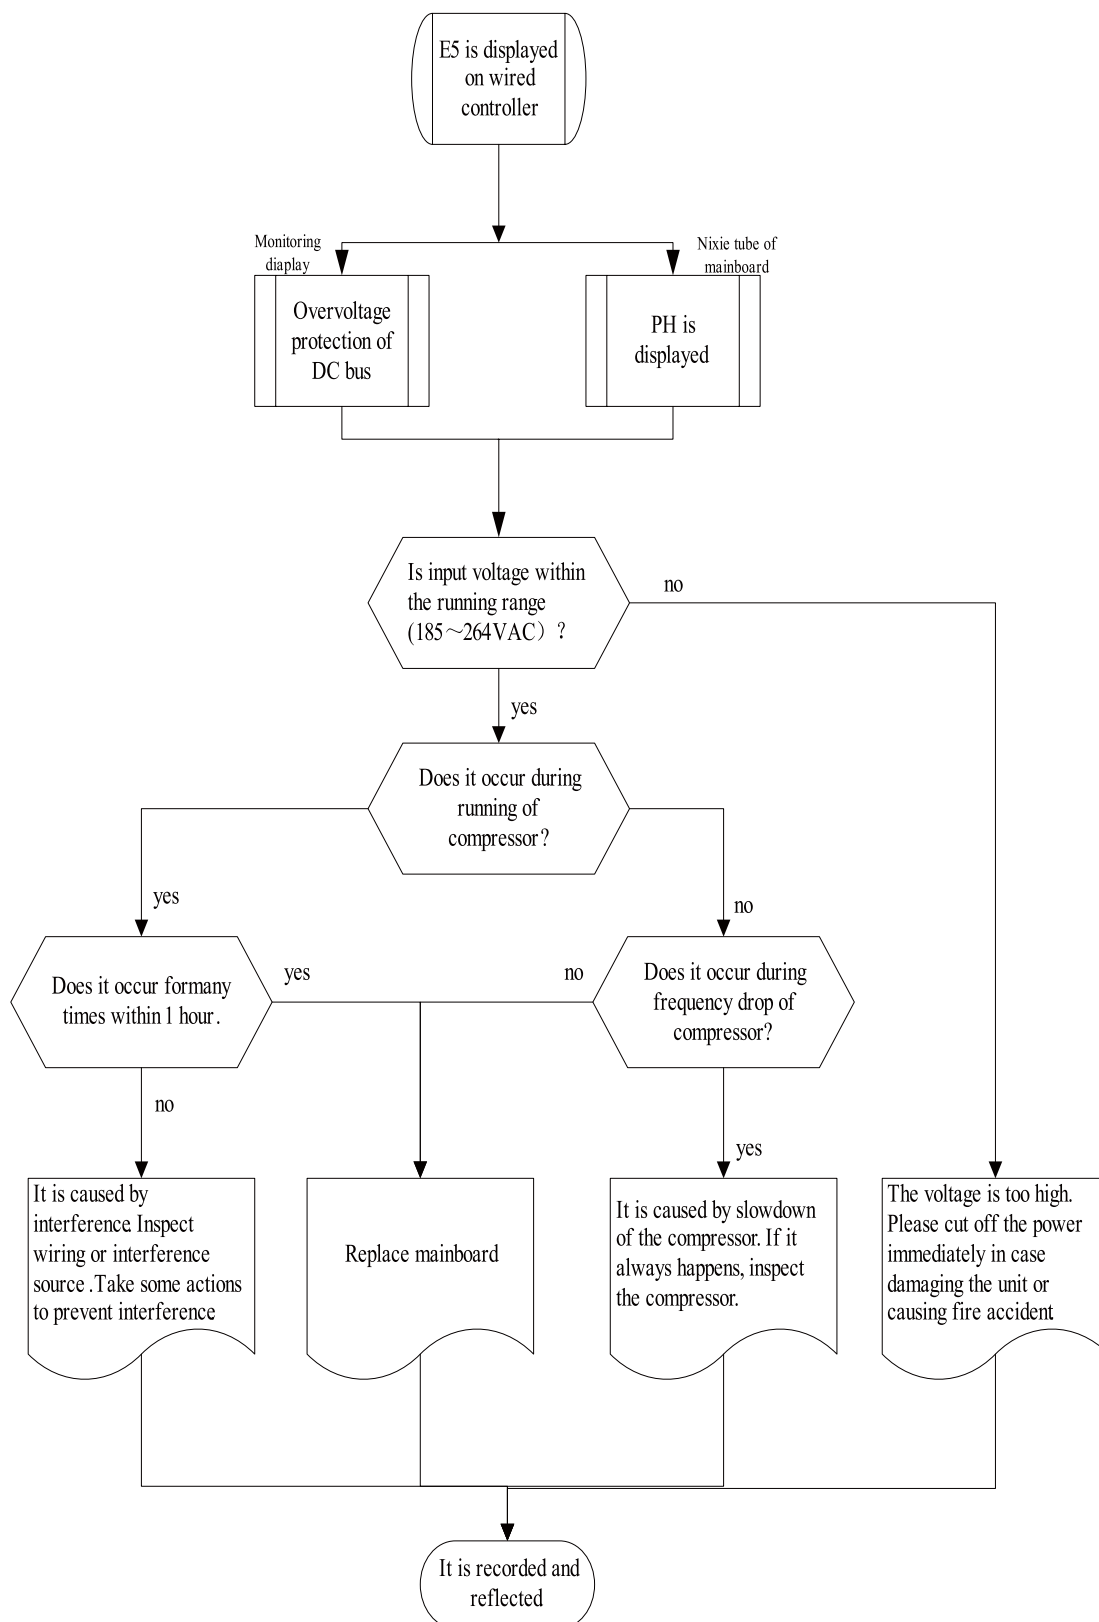 E5 is displayed
on wired
controller
Monitoring
diaplay
Nixie tube of
mainboard
Overvoltage
protection of
DC bus
PH is
displayed
Is input voltage within
the running range
(185～264VAC）?
no
yes
Does it occur during
running of
compressor?
yes
no
Does it occur formany
times within 1 hour.
yes
no
Does it occur during
frequency drop of
compressor?
no
yes
It is caused by
interference. Inspect
wiring or interference
source .Take some actions
to prevent interference.
Replace mainboard
It is caused by slowdown
of the compressor. If it
always happens, inspect
the compressor.
The voltage is too high.
Please cut off the power
immediately in case
damaging the unit or
causing fire accident.
It is recorded and
reflected